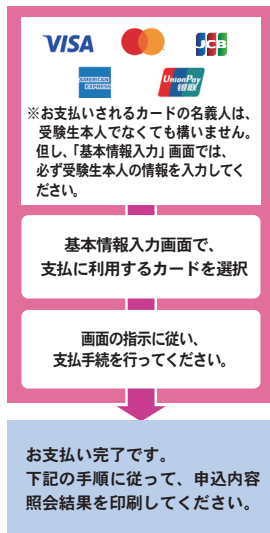 VISA
JCB
AMERICAN
EXPRESS
UnionPay
银联
※お支払いされるカードの名義人は、
受験生本人でなくても構いません。
但し、「基本情報入力」画面では、
必ず受験生本人の情報を入力してく
ださい。
基本情報入力画面で、
支払に利用するカードを選択
画面の指示に従い、
支払手続を行ってください。
お支払い完了です。
下記の手順に従って、申込内容
照会結果を印刷してください。